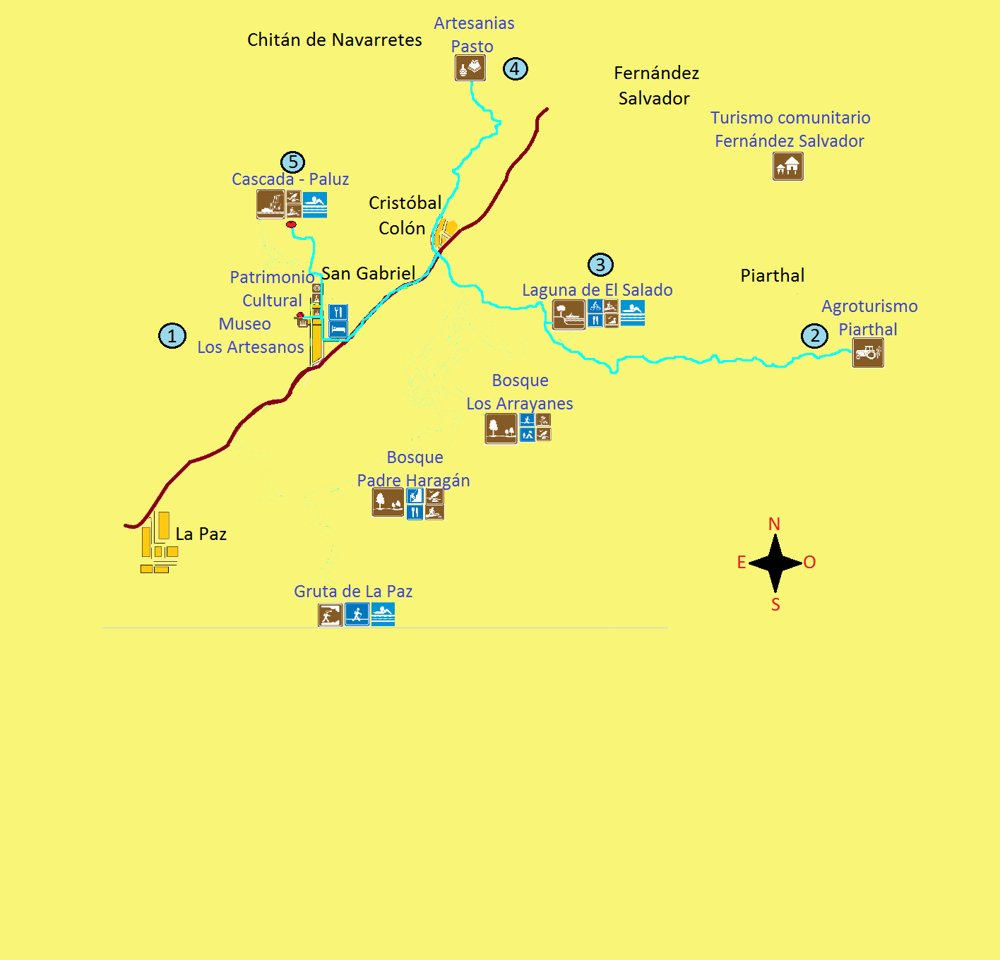 Artesanias
Pasto
4
Chitán de Navarretes
Fernández
Salvador
Turismo comunitario
Fernández Salvador
5
Cascada - Paluz
Cristóbal
Colón
3
Laguna de El Salado
Piarthal
San Gabriel
Patrimonio
Cultural
Museo
Los Artesanos
1
Agroturismo
Piarthal
2
Bosque
Los Arrayanes
Bosque
Padre Haragán
La Paz
Gruta de La Paz
N
E
O
S